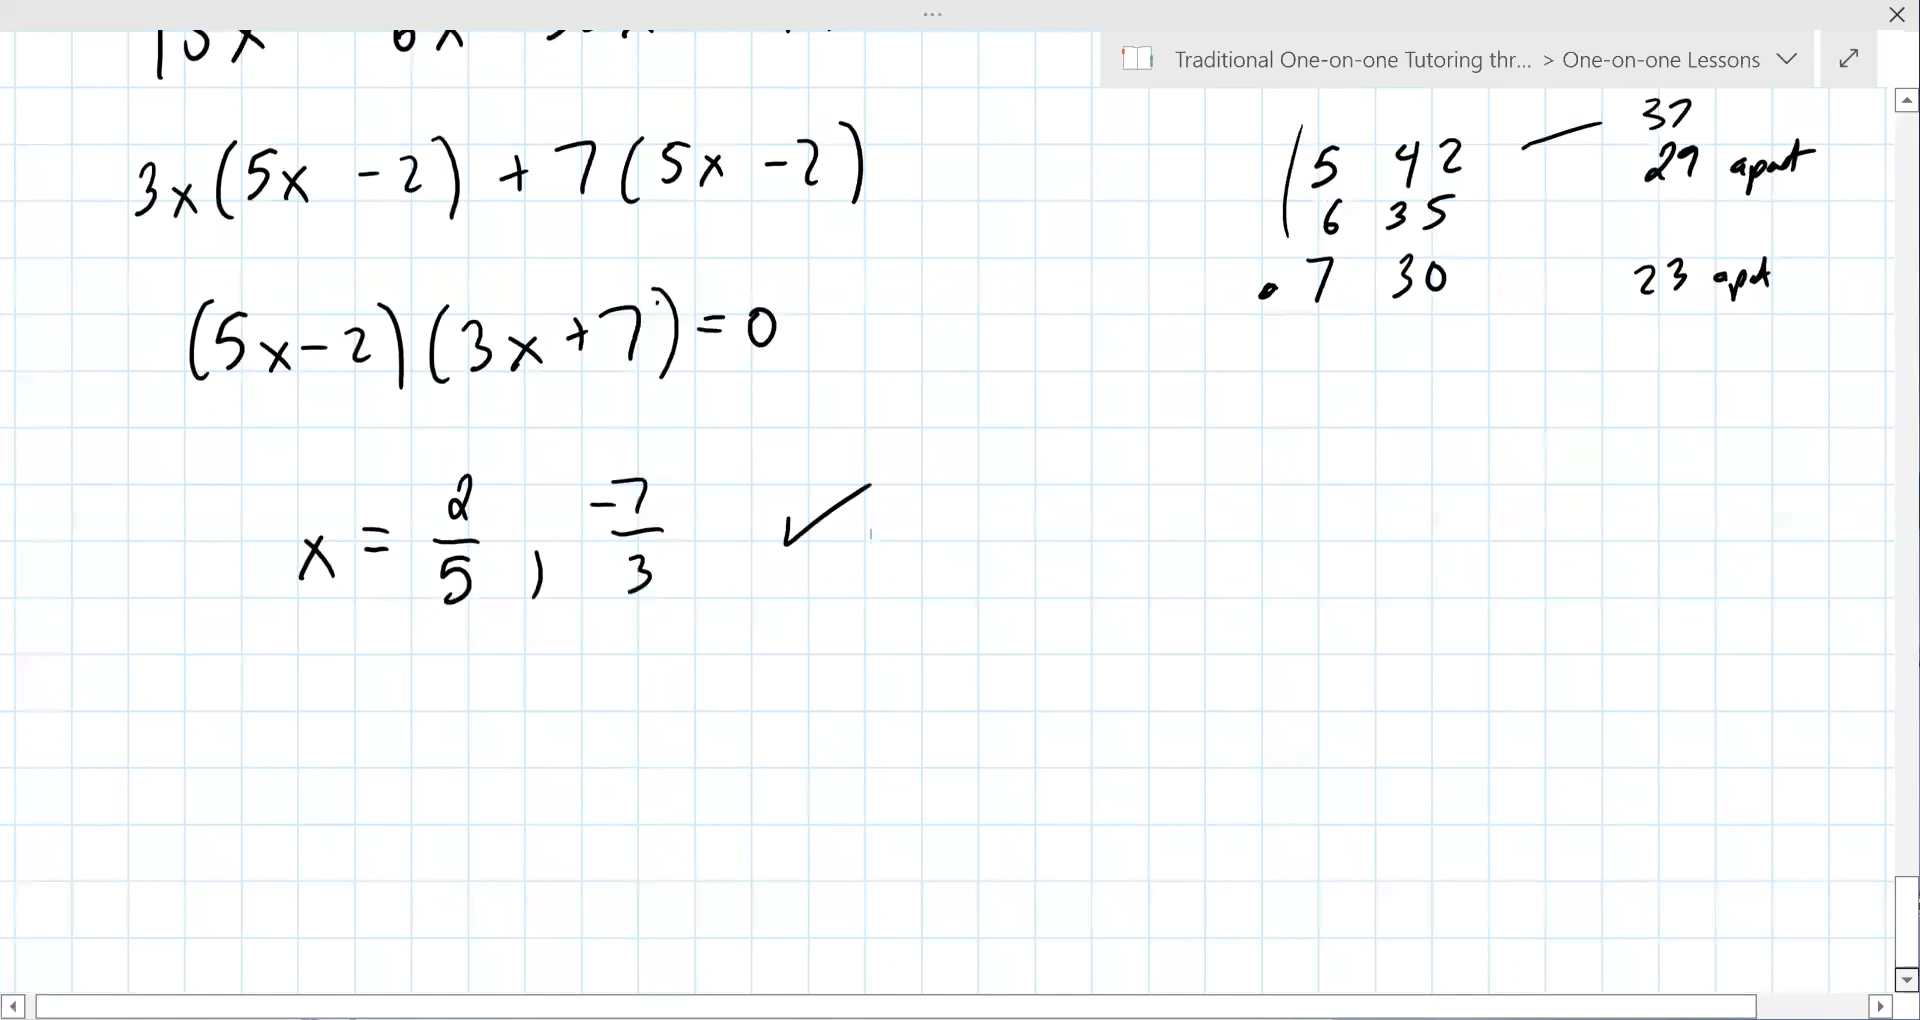 Traditional One-on-one Tutoring thr... > One-on-one Lessons
3x(5x - 2) + 7(5x - 2)
(5x - 2)(3x + 7) = 0
x = 2/5, -7/3 ✓
37
5 42 29 apart
6 35
7 30 23 apt